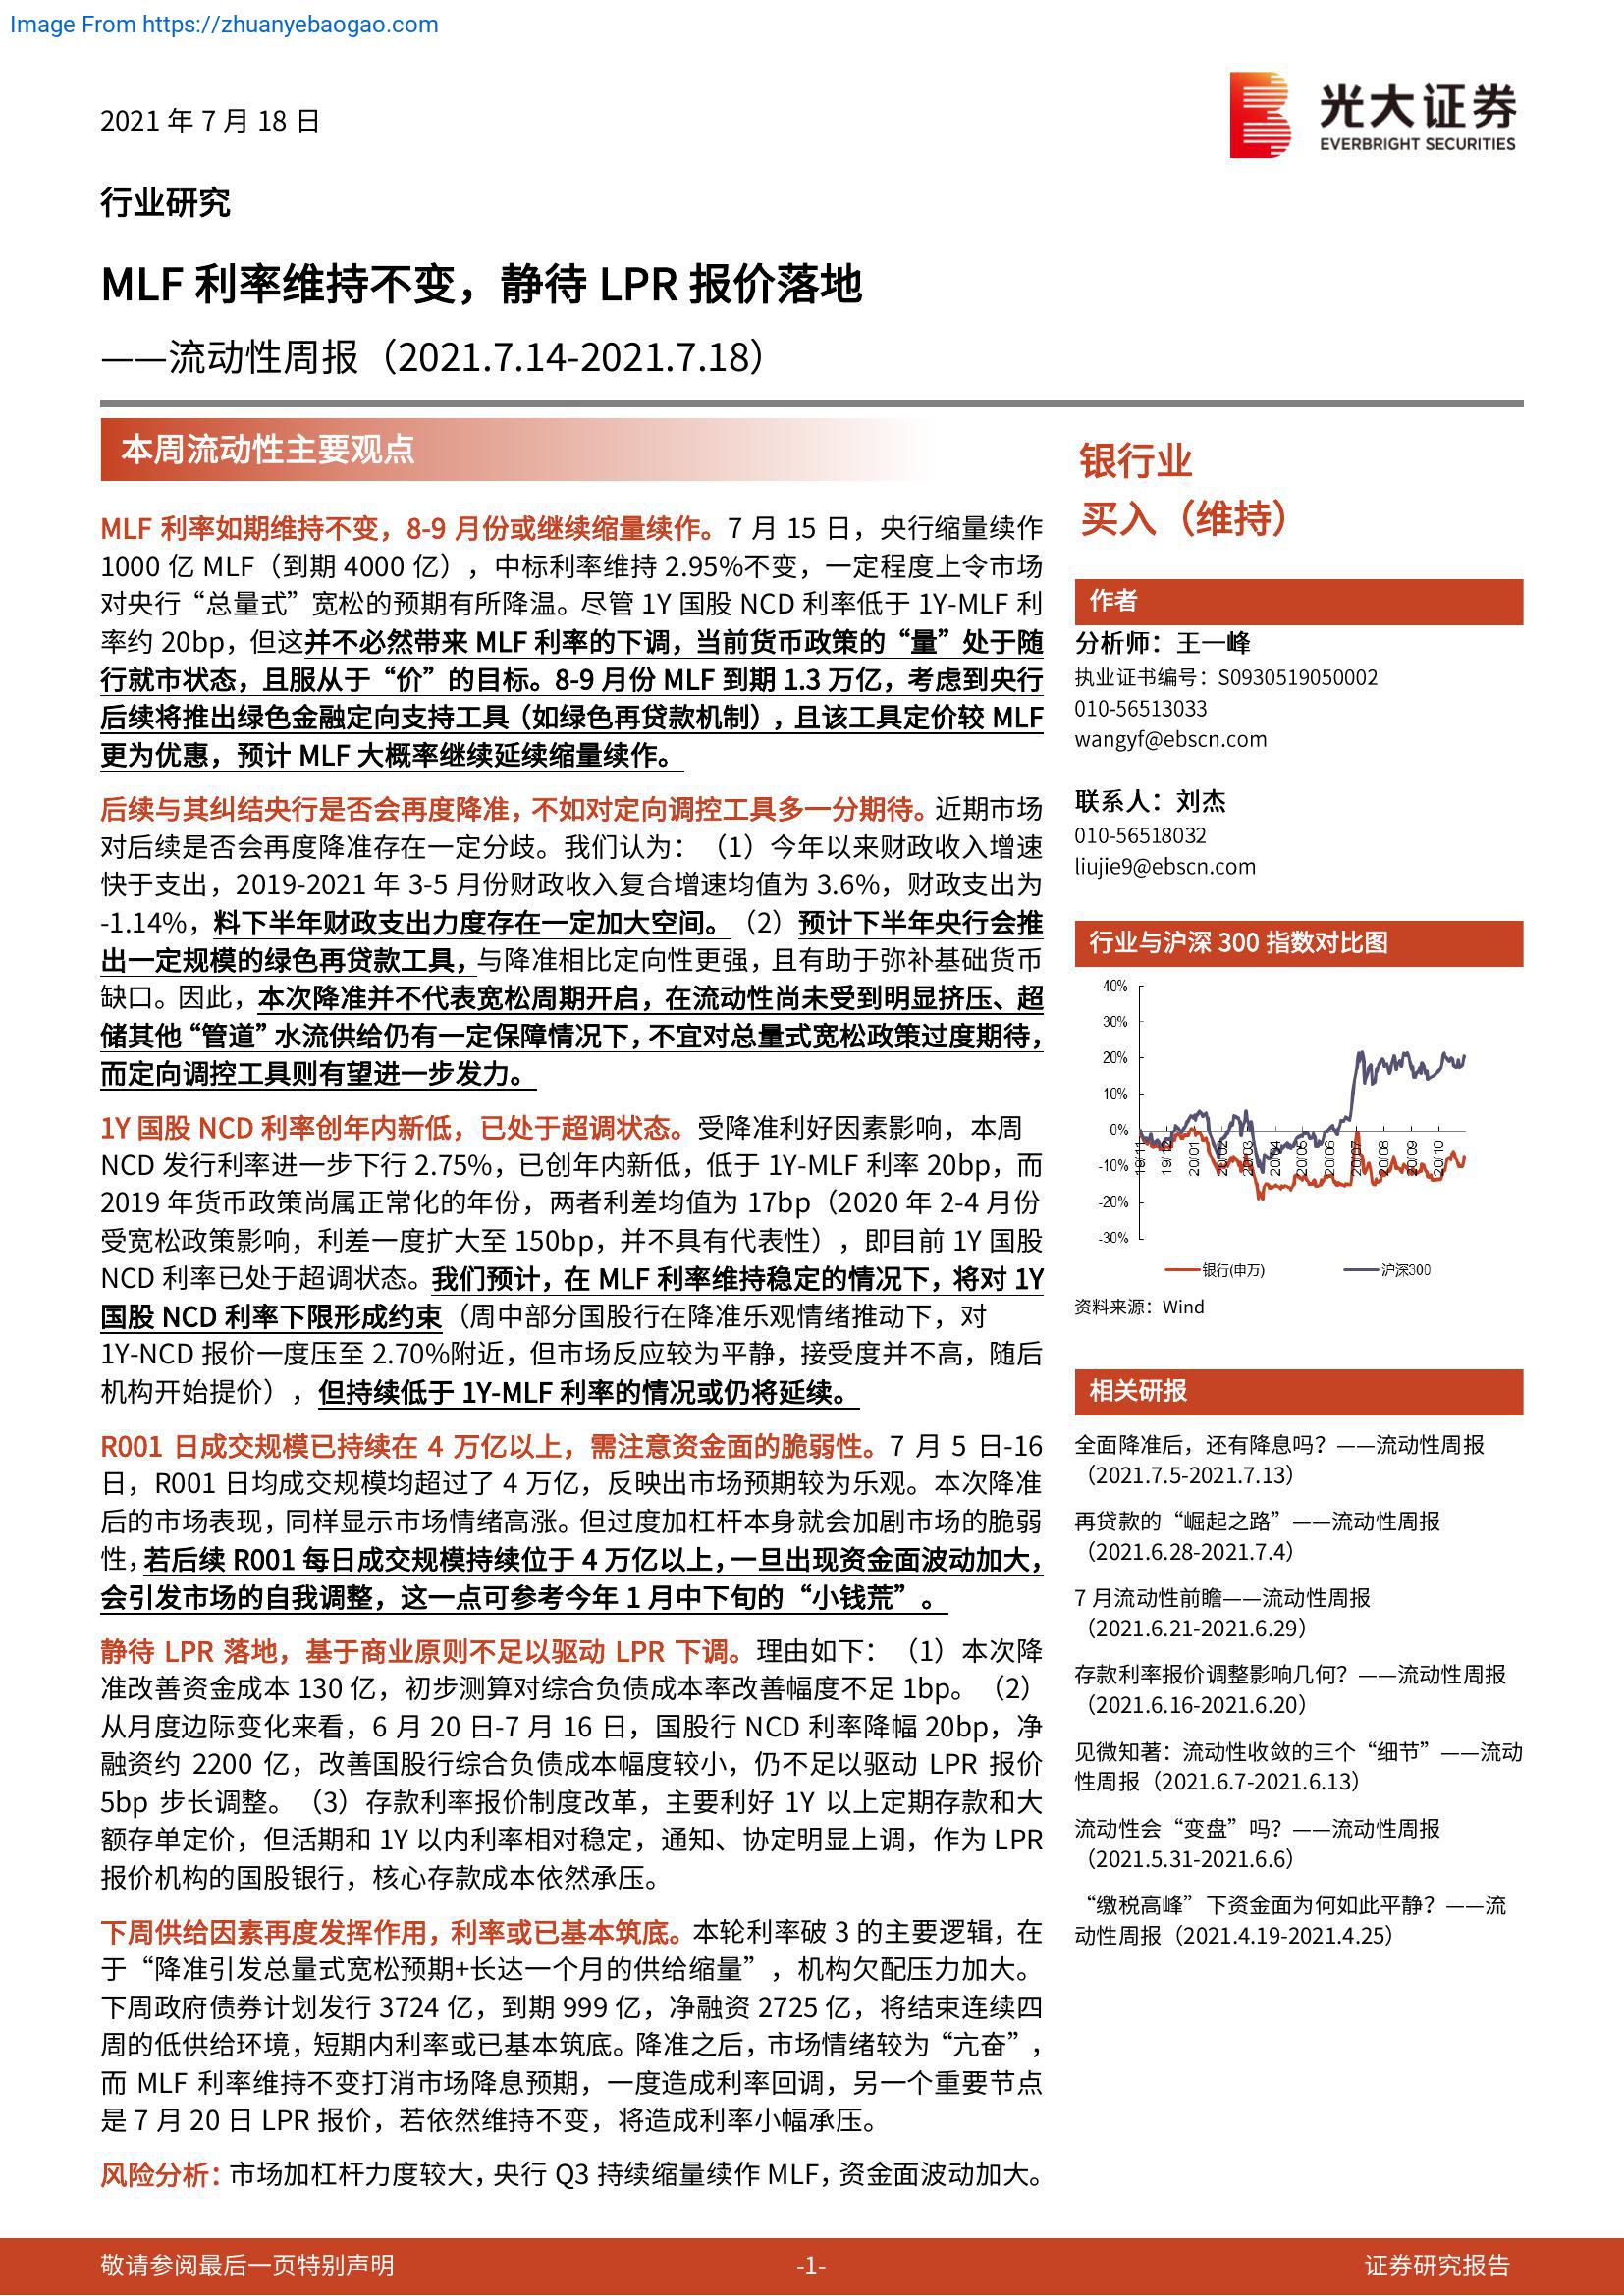 Image From https://zhuanyebaogao.com
2021 年 7 月 18 日
光大证券
EVERBRIGHT SECURITIES
行业研究
MLF 利率维持不变，静待 LPR 报价落地
——流动性周报（2021.7.14-2021.7.18）
本周流动性主要观点
MLF 利率如期维持不变，8-9 月份或继续缩量续作。7 月 15 日，央行缩量续作
1000 亿 MLF（到期 4000 亿），中标利率维持 2.95%不变，一定程度上令市场
对央行“总量式”宽松的预期有所降温。尽管 1Y 国股 NCD 利率低于 1Y-MLF 利
率约 20bp，但这并不必然带来 MLF 利率的下调，当前货币政策的“量”处于随
行就市状态，且服从于“价”的目标。8-9 月份 MLF 到期 1.3 万亿，考虑到央行
后续将推出绿色金融定向支持工具（如绿色再贷款机制），且该工具定价较 MLF
更为优惠，预计 MLF 大概率继续延续缩量续作。
后续与其纠结央行是否会再度降准，不如对定向调控工具多一分期待。近期市场
对后续是否会再度降准存在一定分歧。我们认为：（1）今年以来财政收入增速
快于支出，2019-2021 年 3-5 月份财政收入复合增速均值为 3.6%，财政支出为
-1.14%，料下半年财政支出力度存在一定加大空间。（2）预计下半年央行会推
出一定规模的绿色再贷款工具，与降准相比定向性更强，且有助于弥补基础货币
缺口。因此，本次降准并不代表宽松周期开启，在流动性尚未受到明显挤压、超
储其他“管道”水流供给仍有一定保障情况下，不宜对总量式宽松政策过度期待，
而定向调控工具则有望进一步发力。
1Y 国股 NCD 利率创年内新低，已处于超调状态。受降准利好因素影响，本周
NCD 发行利率进一步下行 2.75%，已创年内新低，低于 1Y-MLF 利率 20bp，而
2019 年货币政策尚属正常化的年份，两者利差均值为 17bp（2020 年 2-4 月份
受宽松政策影响，利差一度扩大至 150bp，并不具有代表性），即目前 1Y 国股
NCD 利率已处于超调状态。我们预计，在 MLF 利率维持稳定的情况下，将对 1Y
国股 NCD 利率下限形成约束（周中部分国股行在降准乐观情绪推动下，对
1Y-NCD 报价一度压至 2.70%附近，但市场反应较为平静，接受度并不高，随后
机构开始提价），但持续低于 1Y-MLF 利率的情况或仍将延续。
R001 日成交规模已持续在 4 万亿以上，需注意资金面的脆弱性。7 月 5 日-16
日，R001 日均成交规模均超过了 4 万亿，反映出市场预期较为乐观。本次降准
后的市场表现，同样显示市场情绪高涨。但过度加杠杆本身就会加剧市场的脆弱
性，若后续 R001 每日成交规模持续位于 4 万亿以上，一旦出现资金面波动加大，
会引发市场的自我调整，这一点可参考今年 1 月中下旬的“小钱荒”。
静待 LPR 落地，基于商业原则不足以驱动 LPR 下调。理由如下：（1）本次降
准改善资金成本 130 亿，初步测算对综合负债成本率改善幅度不足 1bp。（2）
从月度边际变化来看，6 月 20 日-7 月 16 日，国股行 NCD 利率降幅 20bp，净
融资约 2200 亿，改善国股行综合负债成本幅度较小，仍不足以驱动 LPR 报价
5bp 步长调整。（3）存款利率报价制度改革，主要利好 1Y 以上定期存款和大
额存单定价，但活期和 1Y 以内利率相对稳定，通知、协定明显上调，作为 LPR
报价机构的国股银行，核心存款成本依然承压。
下周供给因素再度发挥作用，利率或已基本筑底。本轮利率破 3 的主要逻辑，在
于“降准引发总量式宽松预期+长达一个月的供给缩量”，机构欠配压力加大。
下周政府债券计划发行 3724 亿，到期 999 亿，净融资 2725 亿，将结束连续四
周的低供给环境，短期内利率或已基本筑底。降准之后，市场情绪较为“亢奋”，
而 MLF 利率维持不变打消市场降息预期，一度造成利率回调，另一个重要节点
是 7 月 20 日 LPR 报价，若依然维持不变，将造成利率小幅承压。
风险分析：市场加杠杆力度较大，央行 Q3 持续缩量续作 MLF，资金面波动加大。
银行业
买入（维持）
作者
分析师：王一峰
执业证书编号：S0930519050002
010-56513033
wangyf@ebscn.com
联系人：刘杰
010-56518032
liujie9@ebscn.com
行业与沪深 300 指数对比图
40%
30%
20%
10%
0%
-10%
-20%
-30%
19/11 19/12 20/01 20/02 20/03 20/04 20/05 20/06 20/07 20/08 20/09 20/10
银行(申万) 沪深300
资料来源：Wind
相关研报
全面降准后，还有降息吗？——流动性周报
（2021.7.5-2021.7.13）
再贷款的“崛起之路”——流动性周报
（2021.6.28-2021.7.4）
7 月流动性前瞻——流动性周报
（2021.6.21-2021.6.29）
存款利率报价调整影响几何？——流动性周报
（2021.6.16-2021.6.20）
见微知著：流动性收敛的三个“细节”——流动
性周报（2021.6.7-2021.6.13）
流动性会“变盘”吗？——流动性周报
（2021.5.31-2021.6.6）
“缴税高峰”下资金面为何如此平静？——流
动性周报（2021.4.19-2021.4.25）
敬请参阅最后一页特别声明
-1-
证券研究报告